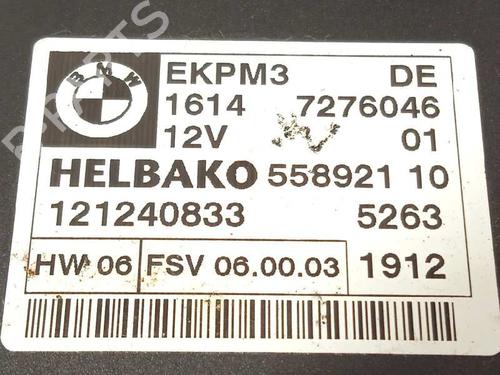 BMW
EKPM3 DE
1614 7276046
12V 01
HELBAKO 558921 10
121240833 5263
HW 06 FSV 06.00.03 1912